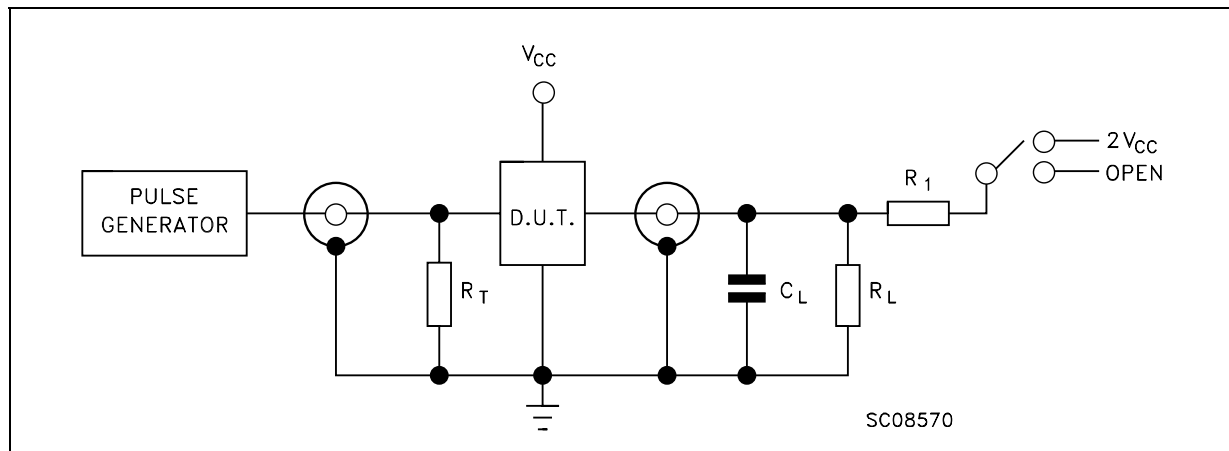 VCC
PULSE
GENERATOR
D.U.T.
RT
CL
RL
R1
2VCC
OPEN
SC08570